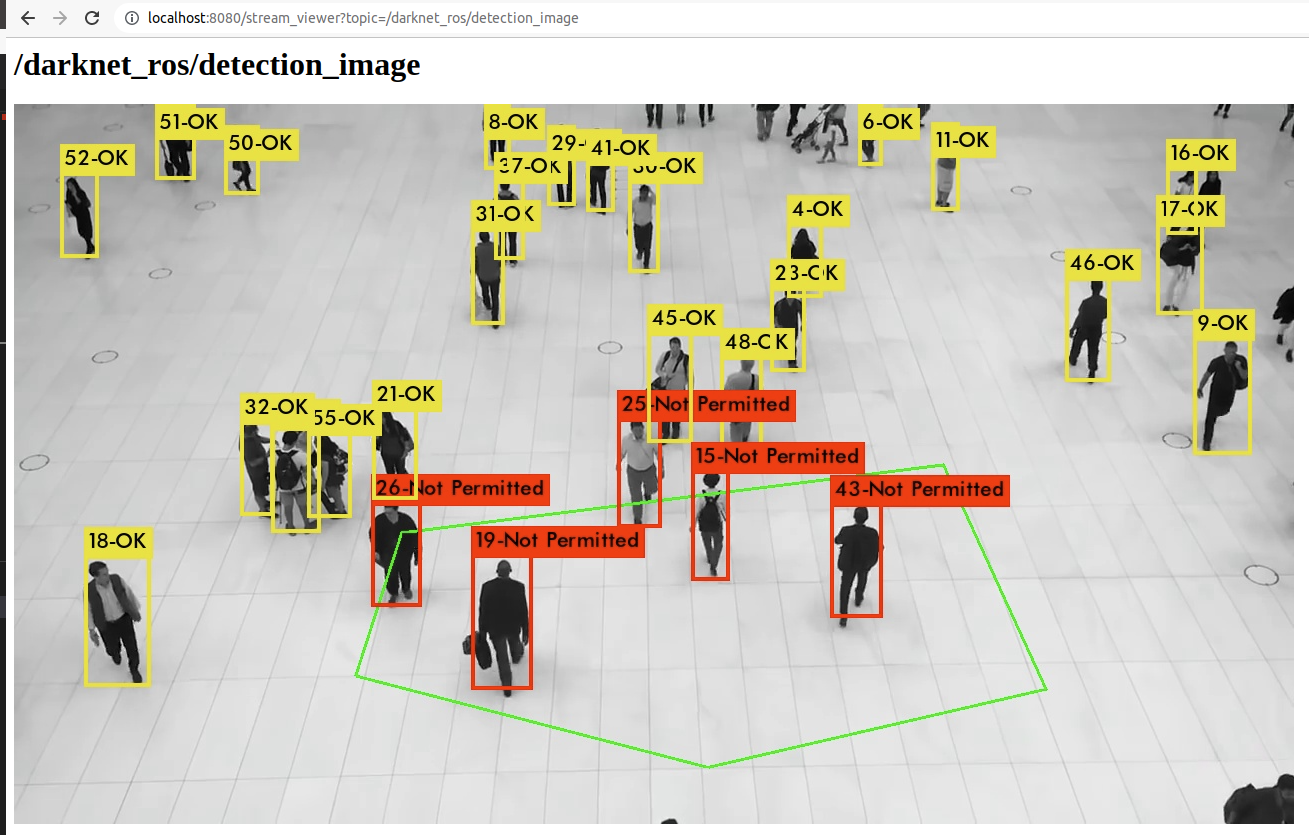 localhost:8080/stream_viewer?topic=/darknet_ros/detection_image
/darknet_ros/detection_image
51-OK
8-OK
6-OK
50-OK
29-
41-OK
11-OK
52-OK
37-OK
30-OK
16-OK
31-OK
4-OK
17-OK
23-OK
46-OK
45-OK
9-OK
48-OK
21-OK
25-Not Permitted
32-OK
55-OK
15-Not Permitted
26-Not Permitted
43-Not Permitted
18-OK
19-Not Permitted